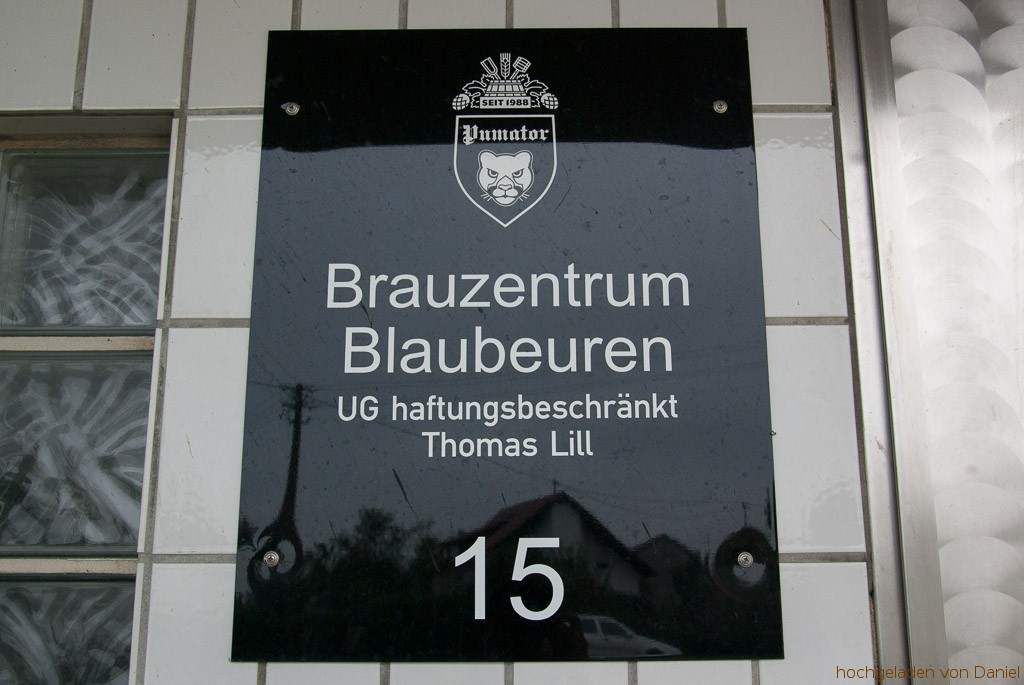 SEIT 1988
Pumator
Brauzentrum
Blaubeuren
UG haftungsbeschränkt
Thomas Lill
15
hochgeladen von Daniel